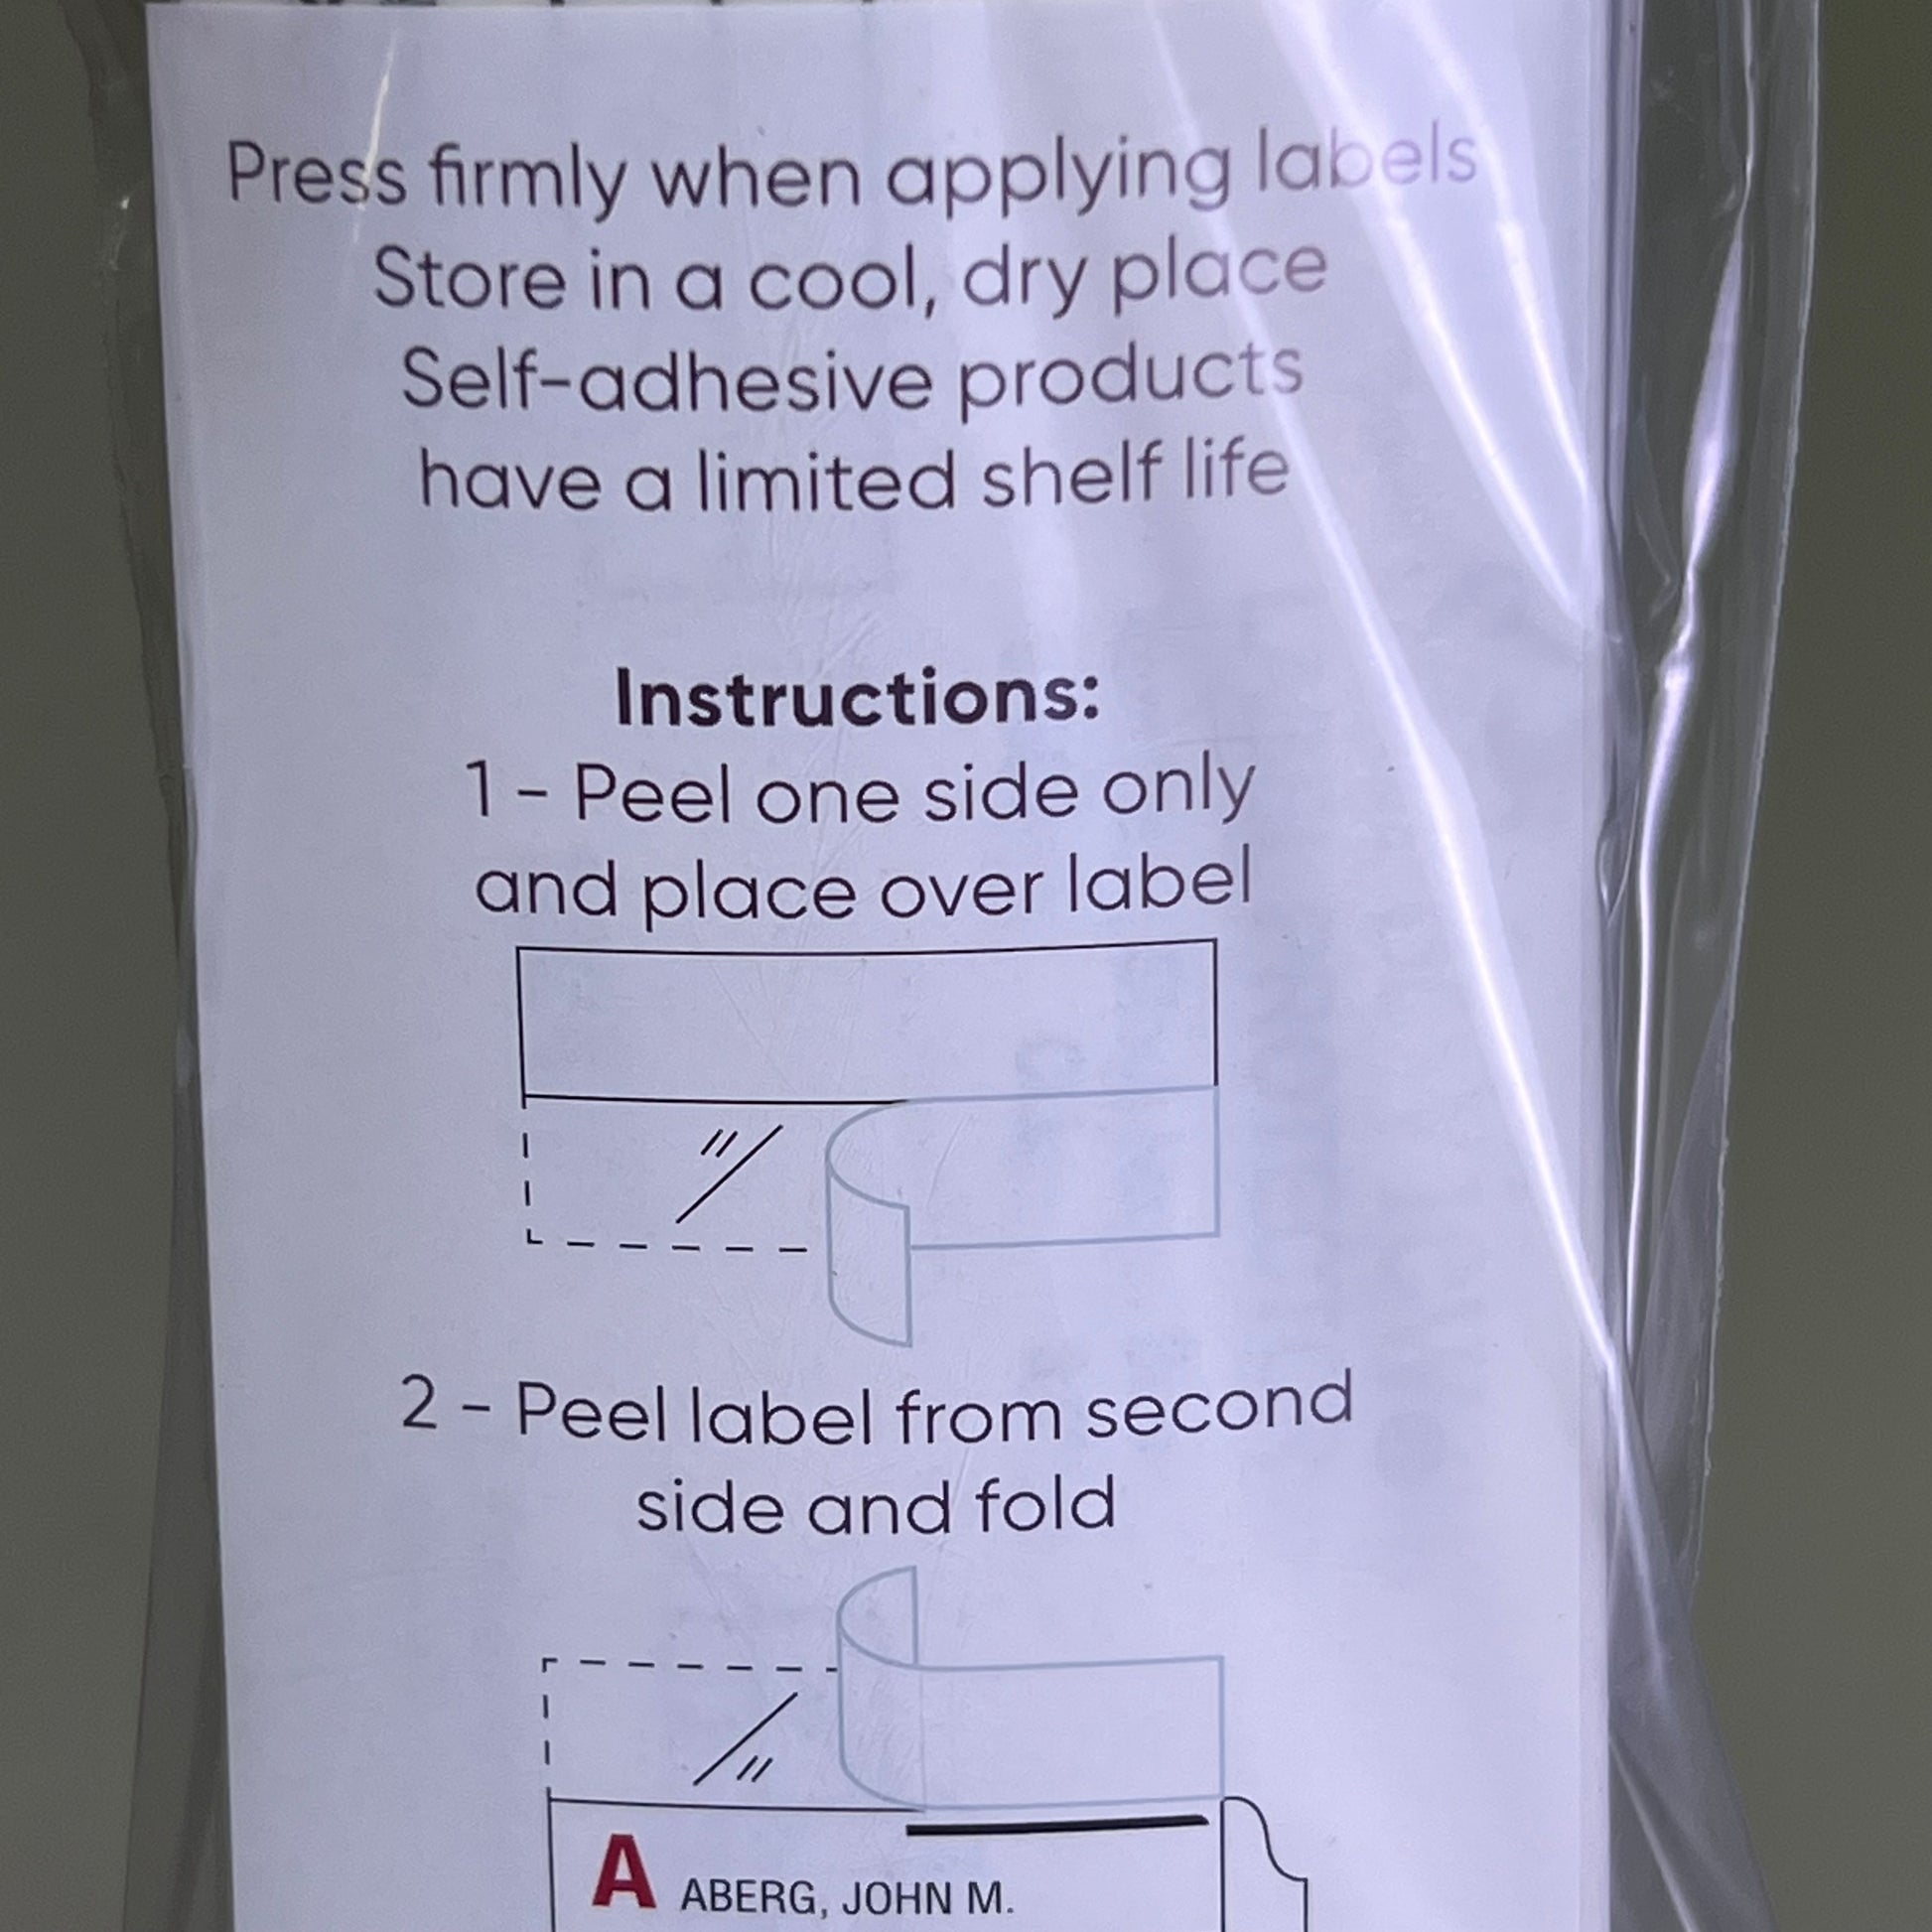 Press firmly when applying labels
Store in a cool, dry place
Self-adhesive products
have a limited shelf life
Instructions:
1 - Peel one side only
and place over label
2 - Peel label from second
side and fold
A ABERG, JOHN M.